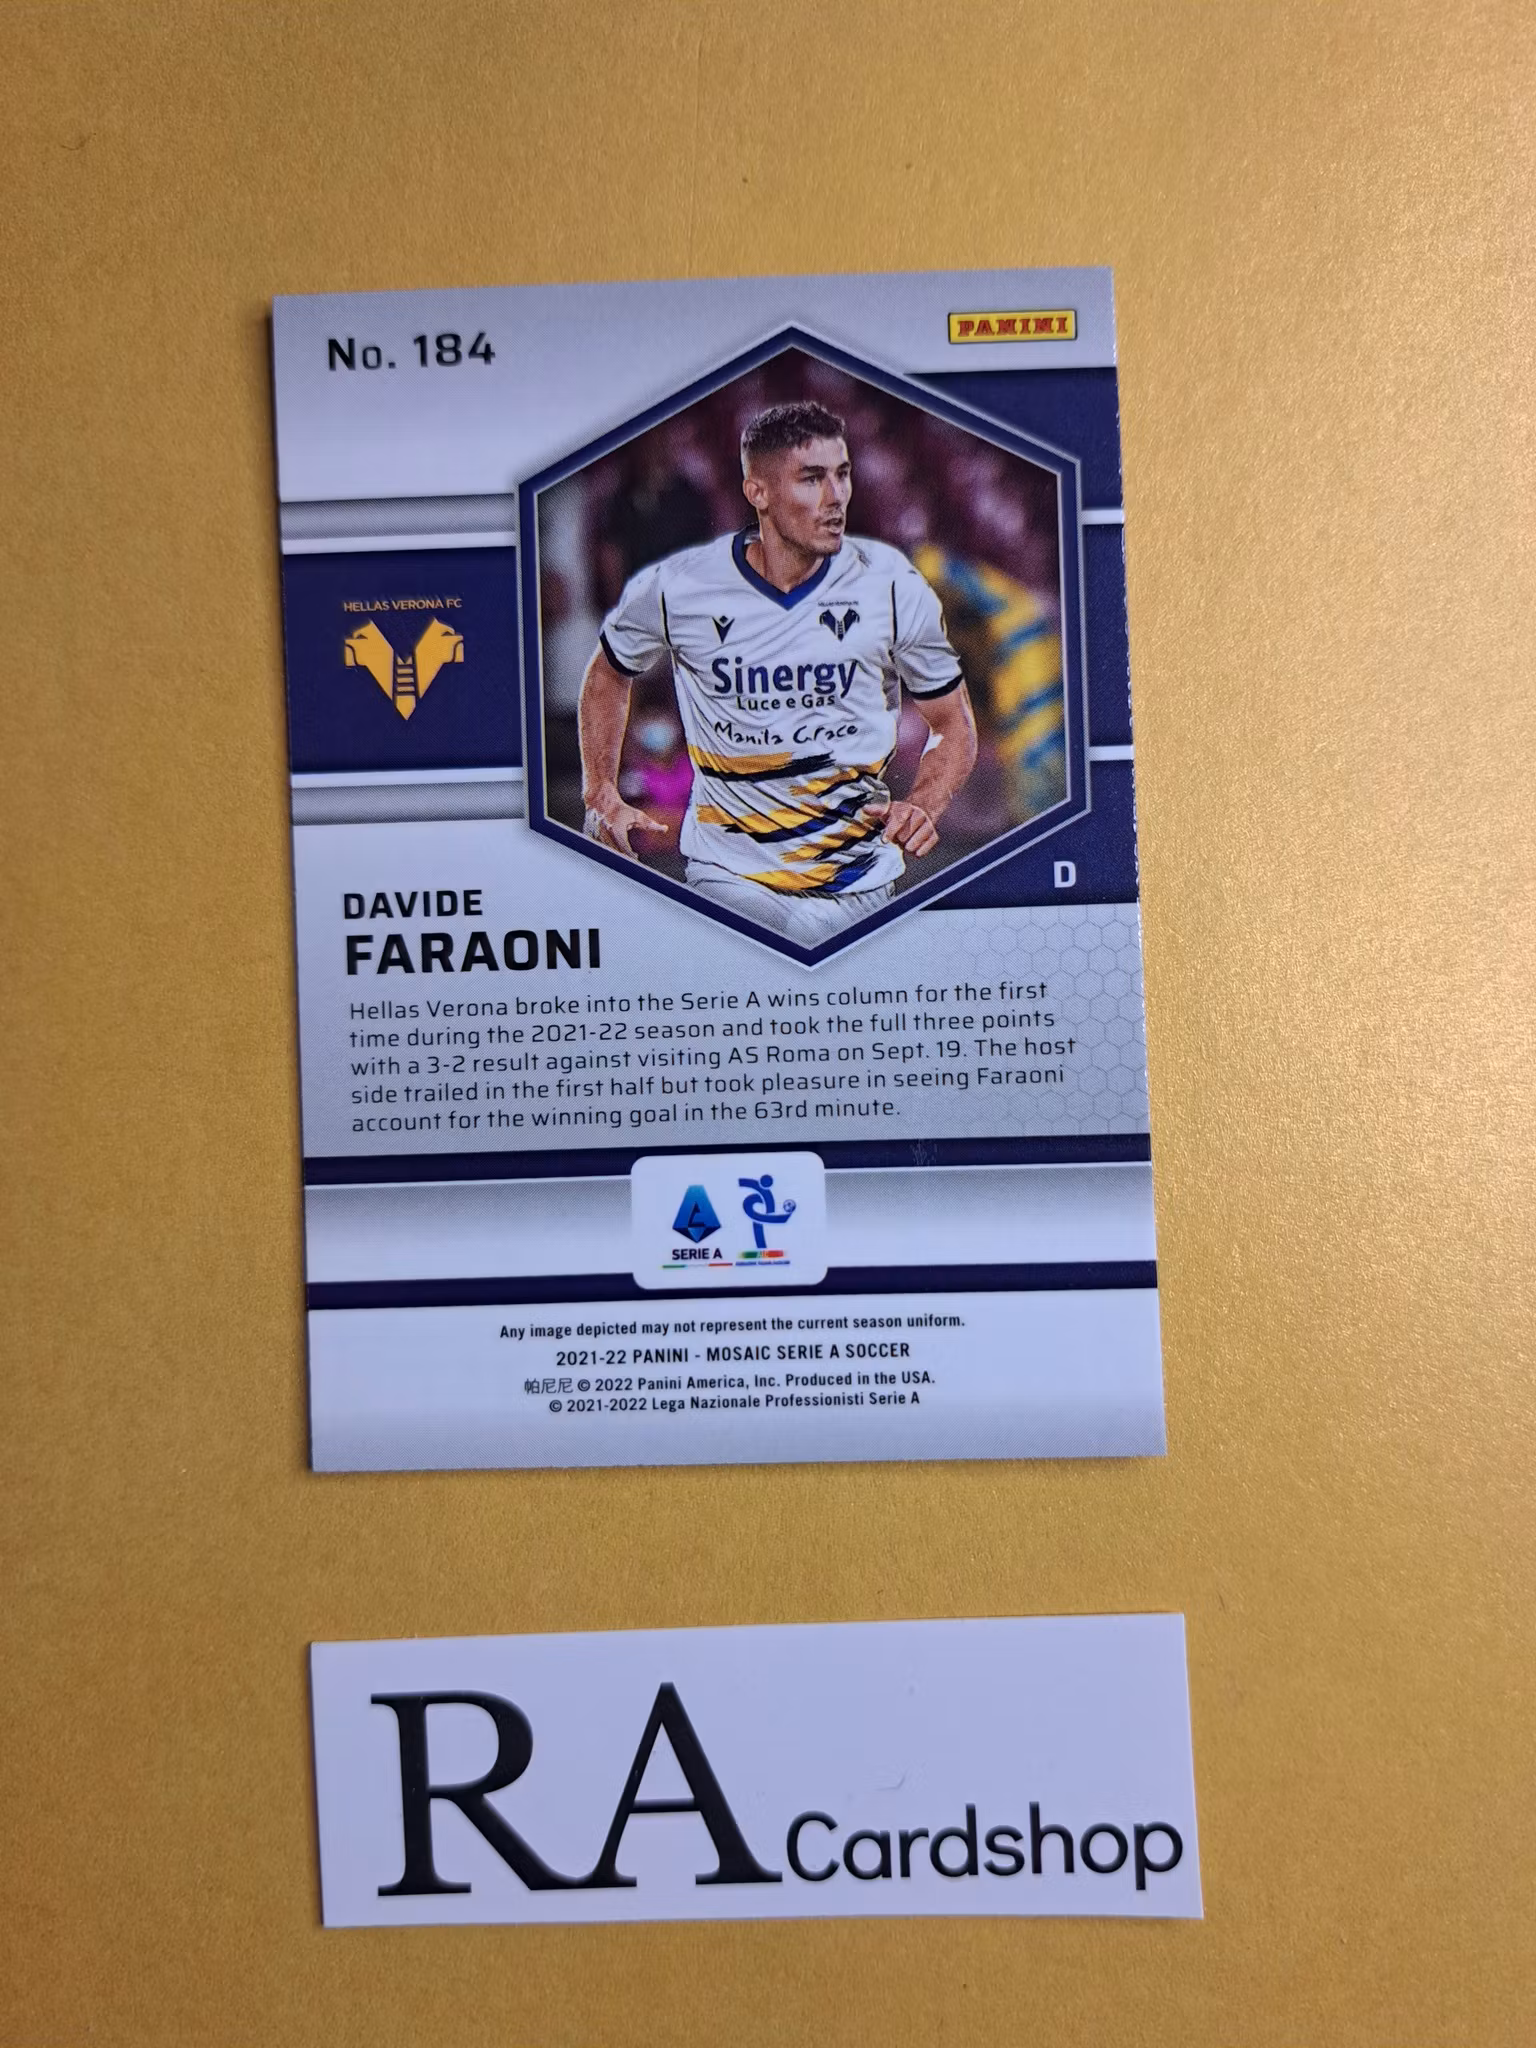 No. 184
PANINI
HELLAS VERONA FC
Sinergy
Luce e Gas
Manila Grace
D
DAVIDE
FARAONI
Hellas Verona broke into the Serie A wins column for the first
time during the 2021-22 season and took the full three points
with a 3-2 result against visiting AS Roma on Sept. 19. The host
side trailed in the first half but took pleasure in seeing Faraoni
account for the winning goal in the 63rd minute.
SERIE A
Any image depicted may not represent the current season uniform.
2021-22 PANINI - MOSAIC SERIE A SOCCER
帕尼尼 © 2022 Panini America, Inc. Produced in the USA.
© 2021-2022 Lega Nazionale Professionisti Serie A
RA Cardshop